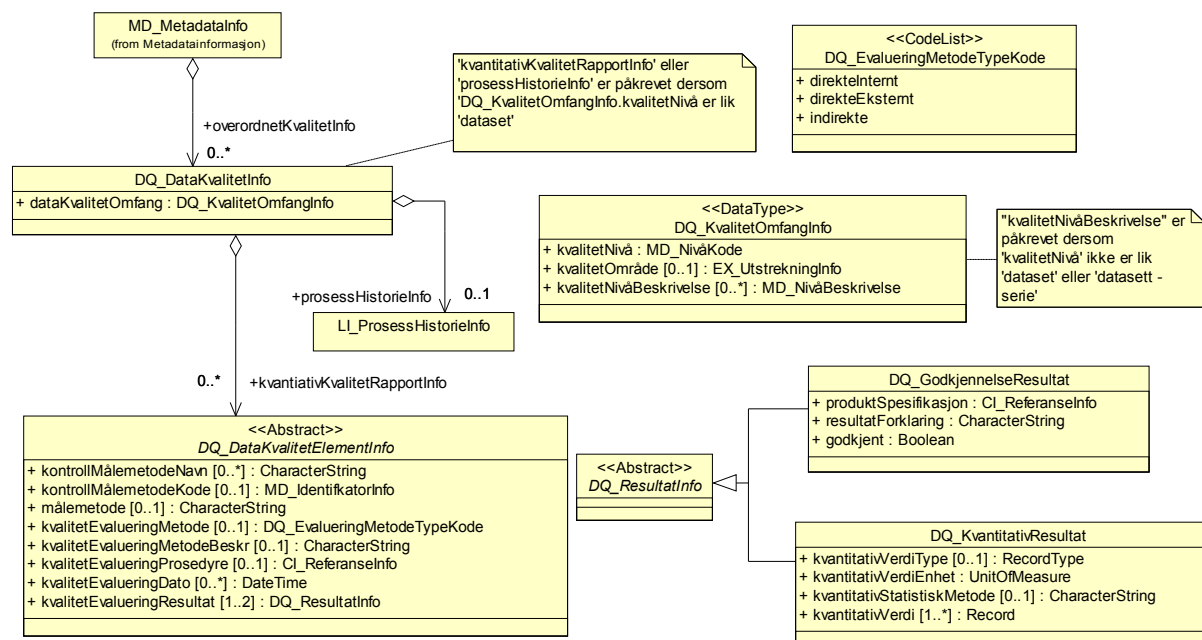 MD_MetadataInfo
(from Metadatainformasjon)
+overordnetKvalitetInfo
0..*
'kvantitativKvalitetRapportInfo' eller
'prosessHistorieInfo' er påkrevet dersom
'DQ_KvalitetOmfangInfo.kvalitetNivå er lik
'dataset'
<<CodeList>>
DQ_EvalueringMetodeTypeKode
+ direkteInternt
+ direkteEksternt
+ indirekte
DQ_DataKvalitetInfo
+ dataKvalitetOmfang : DQ_KvalitetOmfangInfo
<<DataType>>
DQ_KvalitetOmfangInfo
+ kvalitetNivå : MD_NivåKode
+ kvalitetOmråde [0..1] : EX_UtstrekningInfo
+ kvalitetNivåBeskrivelse [0..*] : MD_NivåBeskrivelse
"kvalitetNivåBeskrivelse" er
påkrevet dersom
'kvalitetNivå' ikke er lik
'dataset' eller 'datasett -
serie'
+prosessHistorieInfo
0..1
LI_ProsessHistorieInfo
0..*
+kvantiativKvalitetRapportInfo
<<Abstract>>
DQ_DataKvalitetElementInfo
+ kontrollMålemetodeNavn [0..*] : CharacterString
+ kontrollMålemetodeKode [0..1] : MD_IdentifkatorInfo
+ målemetode [0..1] : CharacterString
+ kvalitetEvalueringMetode [0..1] : DQ_EvalueringMetodeTypeKode
+ kvalitetEvalueringMetodeBeskr [0..1] : CharacterString
+ kvalitetEvalueringProsedyre [0..1] : CI_ReferanseInfo
+ kvalitetEvalueringDato [0..*] : DateTime
+ kvalitetEvalueringResultat [1..2] : DQ_ResultatInfo
<<Abstract>>
DQ_ResultatInfo
DQ_GodkjennelseResultat
+ produktSpesifikasjon : CI_ReferanseInfo
+ resultatForklaring : CharacterString
+ godkjent : Boolean
DQ_KvantitativResultat
+ kvantitativVerdiType [0..1] : RecordType
+ kvantitativVerdiEnhet : UnitOfMeasure
+ kvantitativStatistiskMetode [0..1] : CharacterString
+ kvantitativVerdi [1..*] : Record